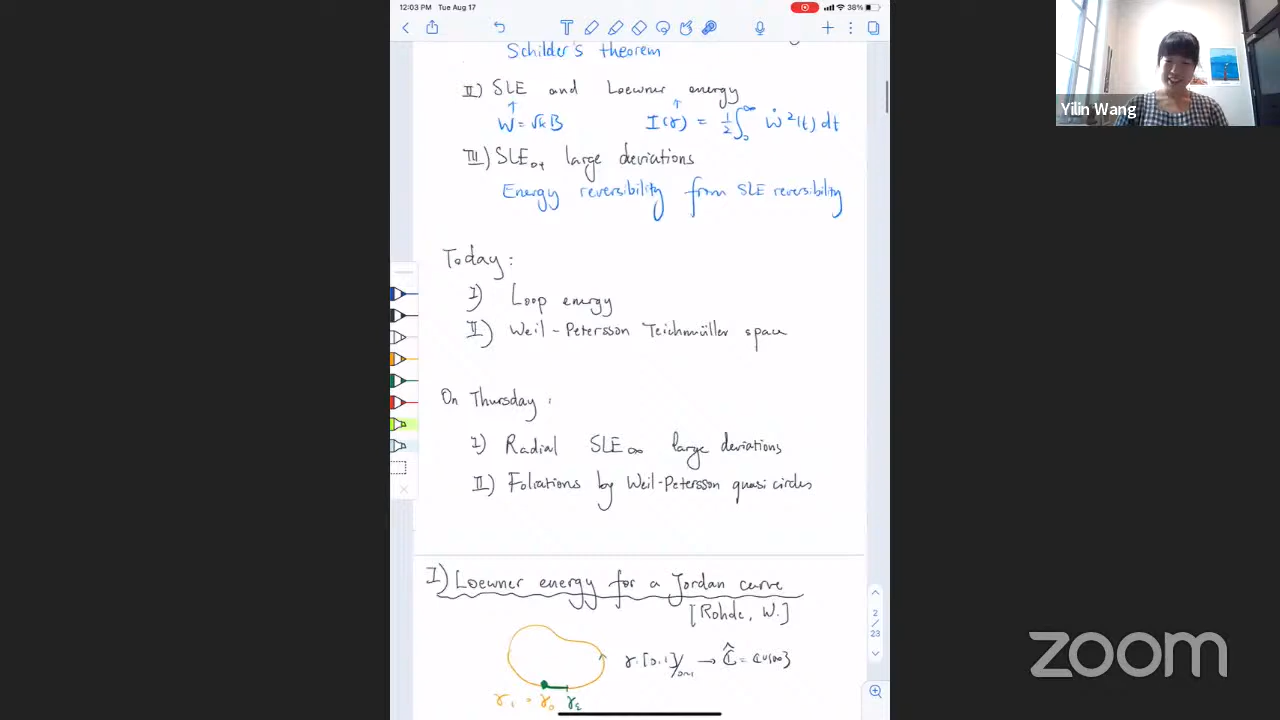 12:03 PM Tue Aug 17
38%
Schilder's theorem
II) SLE and Loewner energy
W = √κ B
I(γ) = 1/2 ∫₀^∞ Ẇ²(t) dt
III) SLE₀₊ large deviations
Energy reversibility from SLE reversibility
Today:
I) Loop energy
II) Weil-Petersson Teichmüller space
On Thursday:
I) Radial SLE∞ large deviations
II) Foliations by Weil-Petersson quasicircles
I) Loewner energy for a Jordan curve
[Rohde, W.]
γ: [0,1]/0~1 → Ĉ = ℂ∪{∞}
γ₁ = γ₀ γε
2
/
23
Yilin Wang
ZOOM